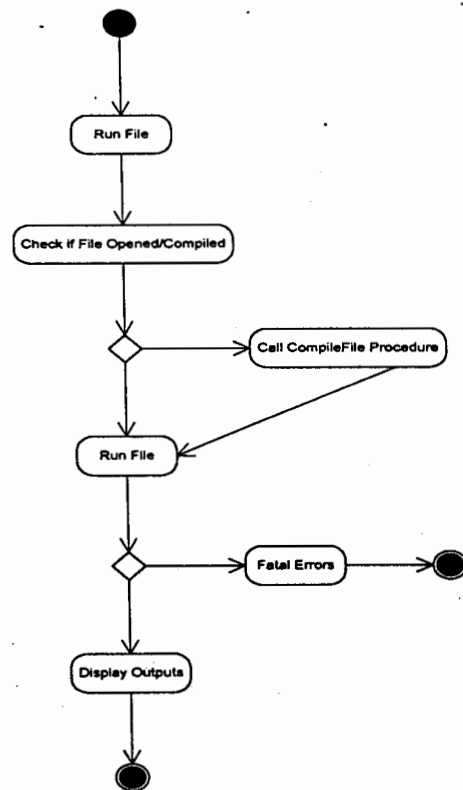 Run File
Check if File Opened/Compiled
Call CompileFile Procedure
Run File
Fatal Errors
Display Outputs